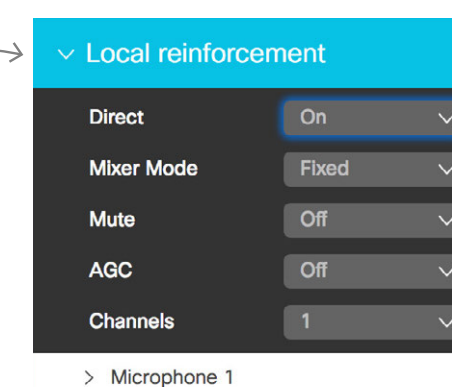 Local reinforcement
Direct On
Mixer Mode Fixed
Mute Off
AGC Off
Channels 1
Microphone 1